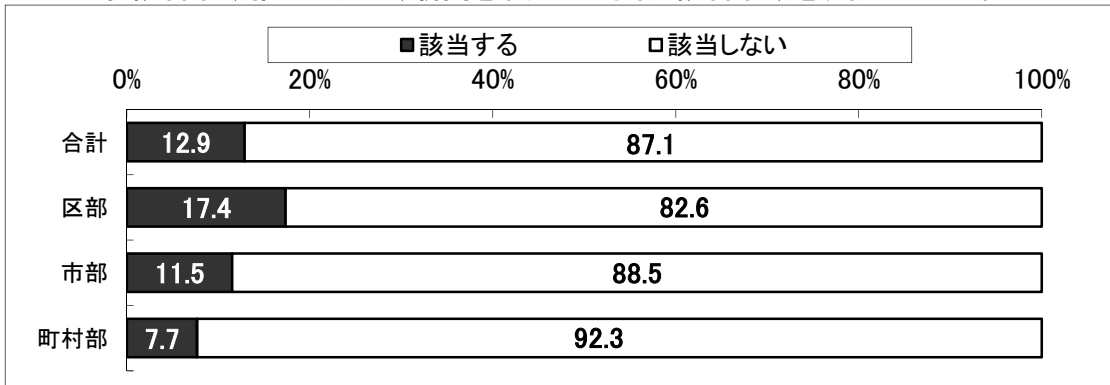 ■該当する □該当しない
0% 20% 40% 60% 80% 100%
合計 12.9 87.1
区部 17.4 82.6
市部 11.5 88.5
町村部 7.7 92.3